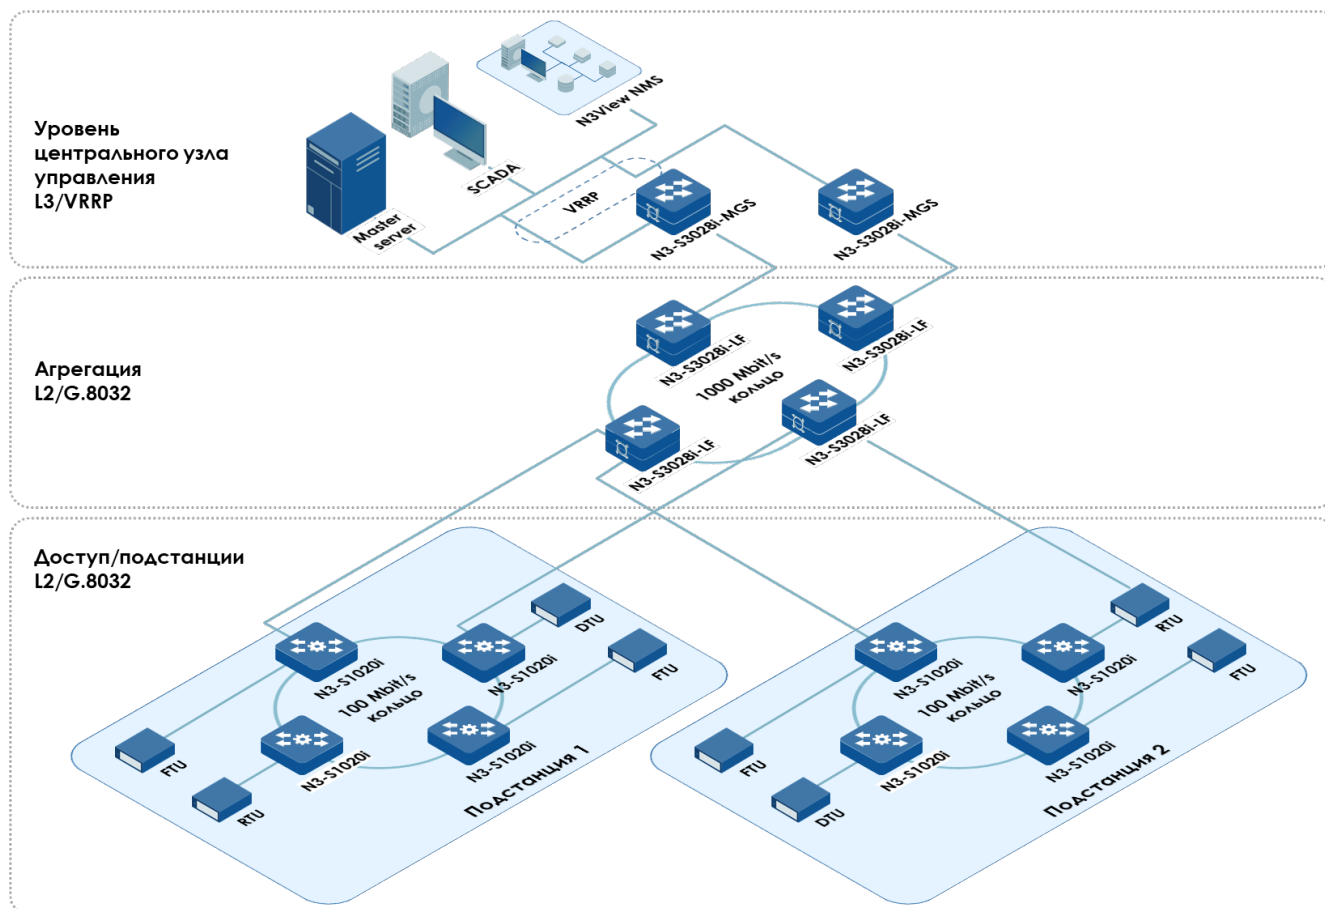 Уровень
центрального узла
управления
L3/VRRP
N3View NMS
SCADA
Master
server
VRRP
N3-S3028i-MGS
N3-S3028i-MGS
Агрегация
L2/G.8032
N3-S3028i-LF
N3-S3028i-LF
1000 Mbit/s
кольцо
N3-S3028i-LF
N3-S3028i-LF
Доступ/подстанции
L2/G.8032
DTU
FTU
N3-S1020i
N3-S1020i
100 Mbit/s
кольцо
N3-S1020i
N3-S1020i
FTU
RTU
Подстанция 1
RTU
FTU
N3-S1020i
N3-S1020i
100 Mbit/s
кольцо
N3-S1020i
N3-S1020i
FTU
DTU
Подстанция 2